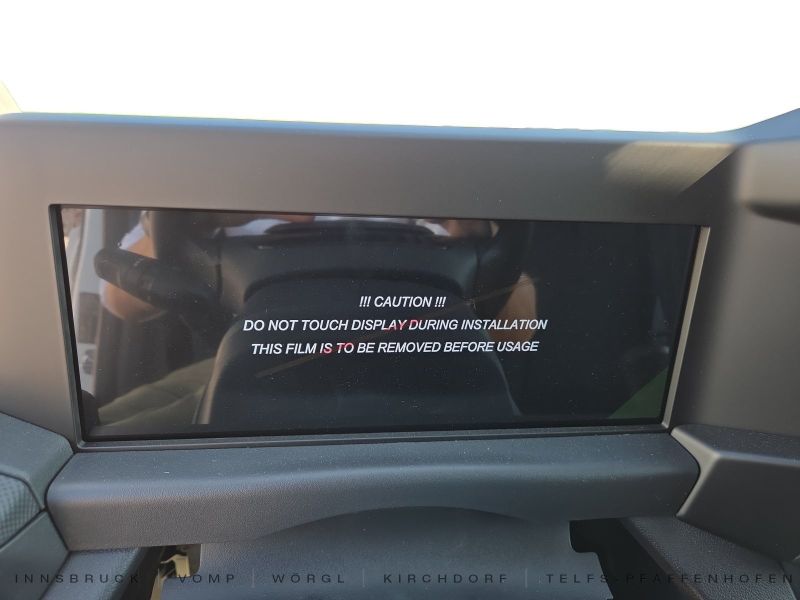 !!! CAUTION !!!
DO NOT TOUCH DISPLAY DURING INSTALLATION
THIS FILM IS TO BE REMOVED BEFORE USAGE
INNSBRUCK | VOMP | WÖRGL | KIRCHDORF | TELFS-PFAFFENHOFEN